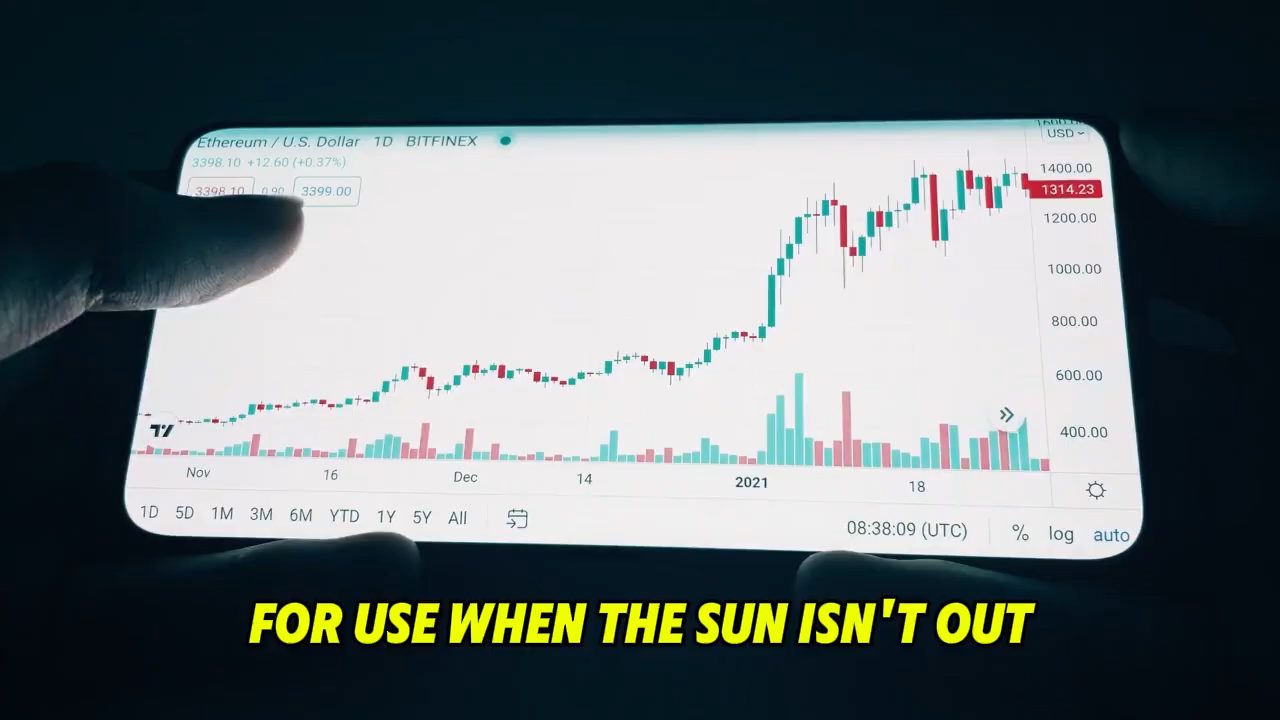 Ethereum / U.S. Dollar 1D BITFINEX
USD
3398.10 +12.60 (+0.37%)
3398.10 0.90 3399.00
1400.00
1314.23
1200.00
1000.00
800.00
600.00
400.00
Nov 16 Dec 14 2021 18
1D 5D 1M 3M 6M YTD 1Y 5Y All
08:38:09 (UTC) % log auto
FOR USE WHEN THE SUN ISN'T OUT